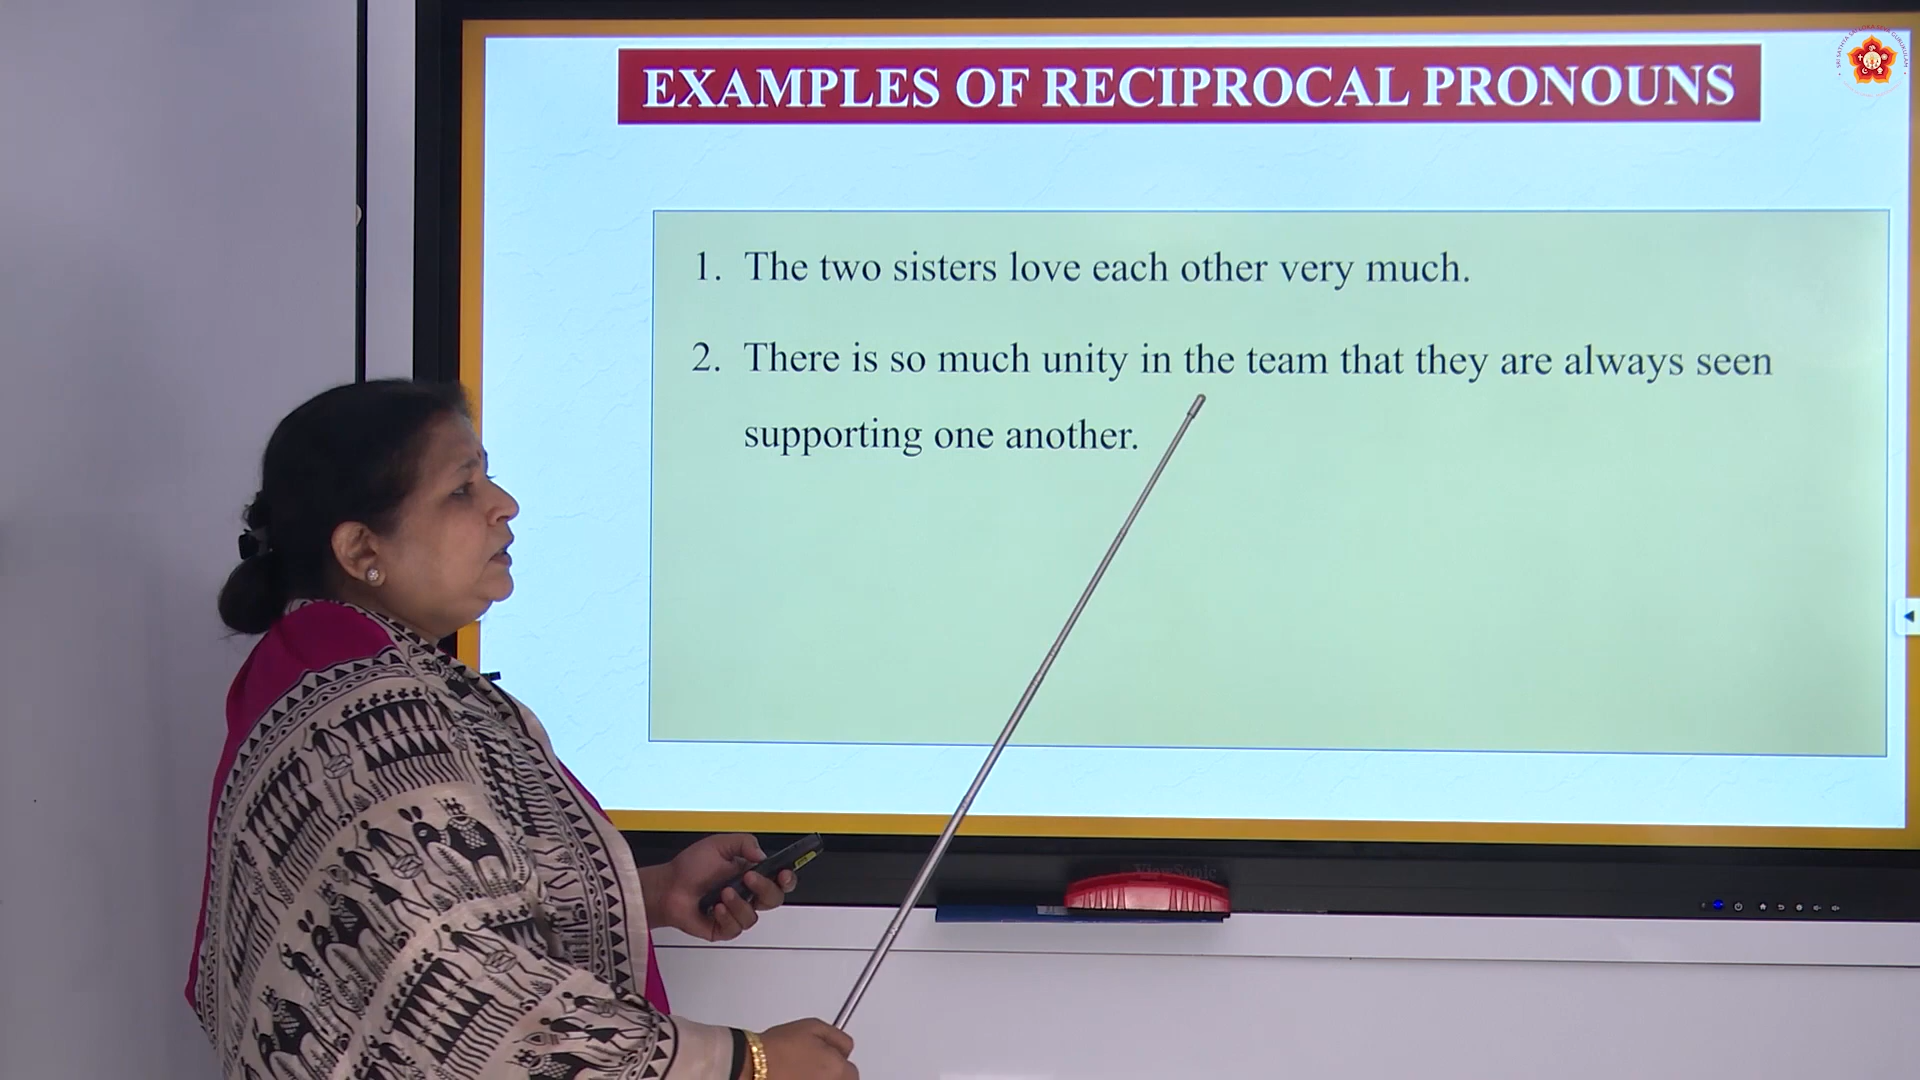 EXAMPLES OF RECIPROCAL PRONOUNS
1. The two sisters love each other very much.
2. There is so much unity in the team that they are always seen
supporting one another.
ViewSonic